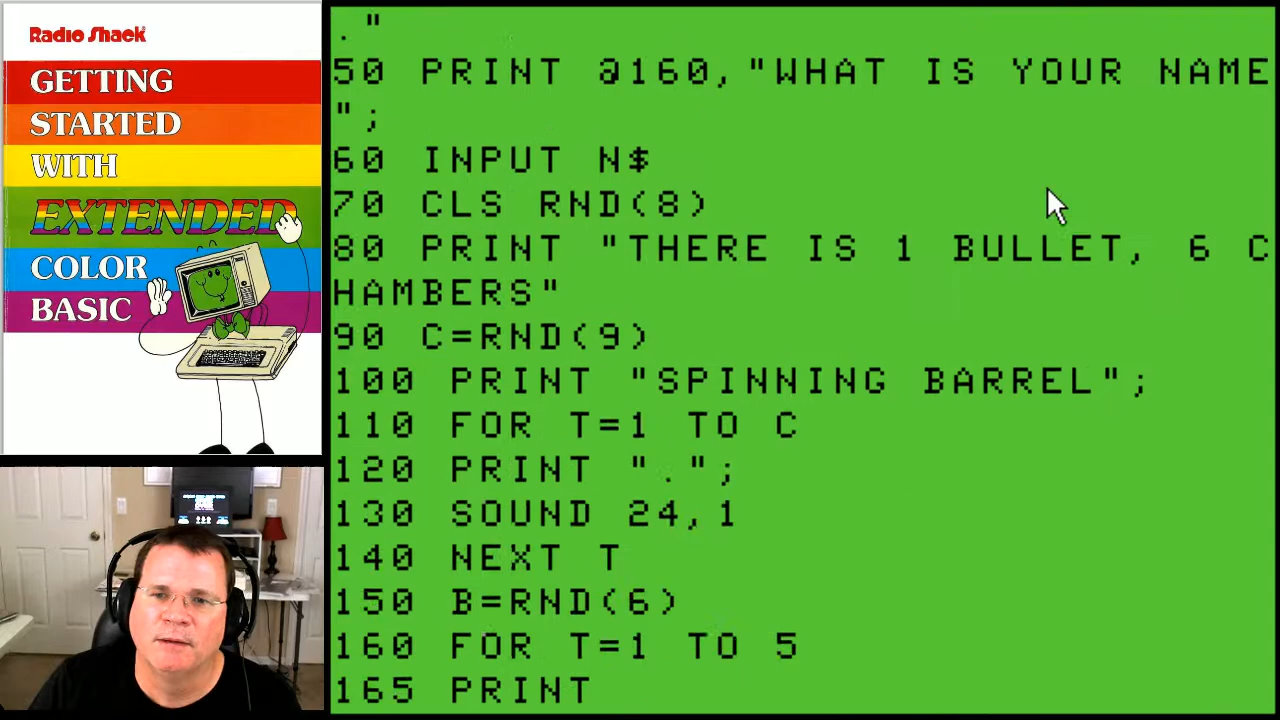 Radio Shack
GETTING
STARTED
WITH
EXTENDED
COLOR
BASIC
."
50 PRINT @160,"WHAT IS YOUR NAME
";
60 INPUT N$
70 CLS RND(8)
80 PRINT "THERE IS 1 BULLET, 6 C
HAMBERS"
90 C=RND(9)
100 PRINT "SPINNING BARREL";
110 FOR T=1 TO C
120 PRINT ".";
130 SOUND 24,1
140 NEXT T
150 B=RND(6)
160 FOR T=1 TO 5
165 PRINT